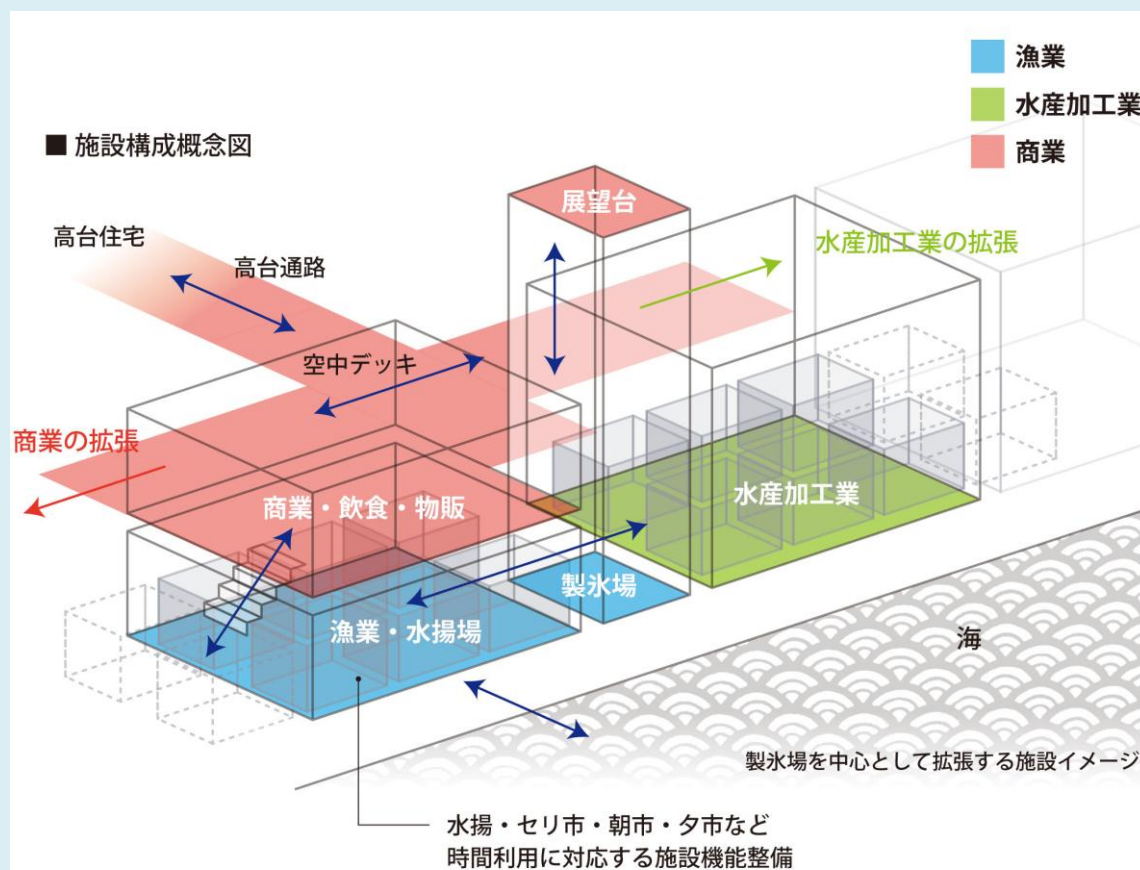 漁業
水産加工業
商業
■ 施設構成概念図
展望台
高台住宅
高台通路
水産加工業の拡張
空中デッキ
商業の拡張
商業・飲食・物販
水産加工業
製氷場
漁業・水揚場
海
製氷場を中心として拡張する施設イメージ
水揚・セリ市・朝市・夕市など
時間利用に対応する施設機能整備